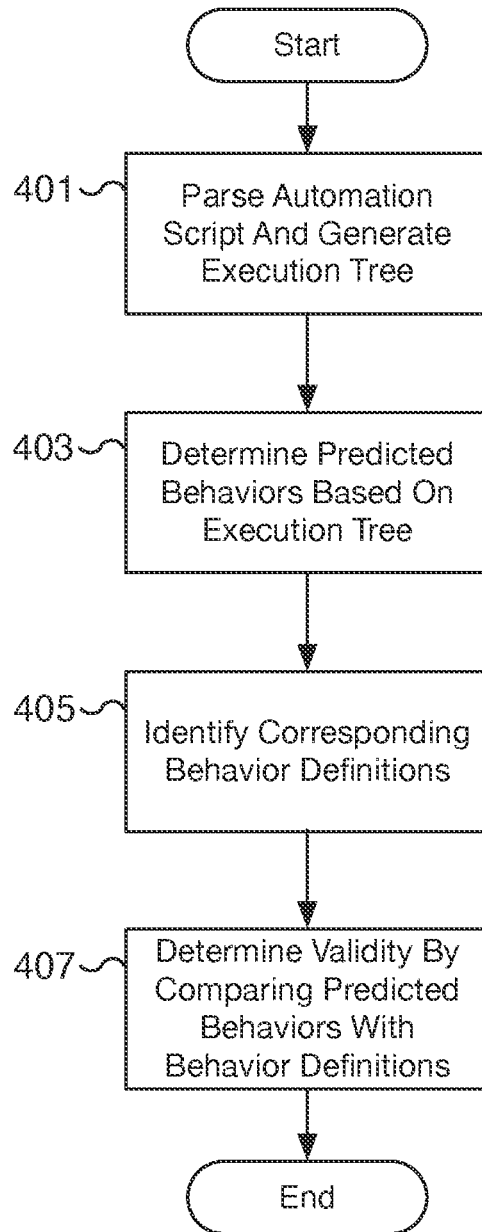 Start
401
Parse Automation
Script And Generate
Execution Tree
403
Determine Predicted
Behaviors Based On
Execution Tree
405
Identify Corresponding
Behavior Definitions
407
Determine Validity By
Comparing Predicted
Behaviors With
Behavior Definitions
End